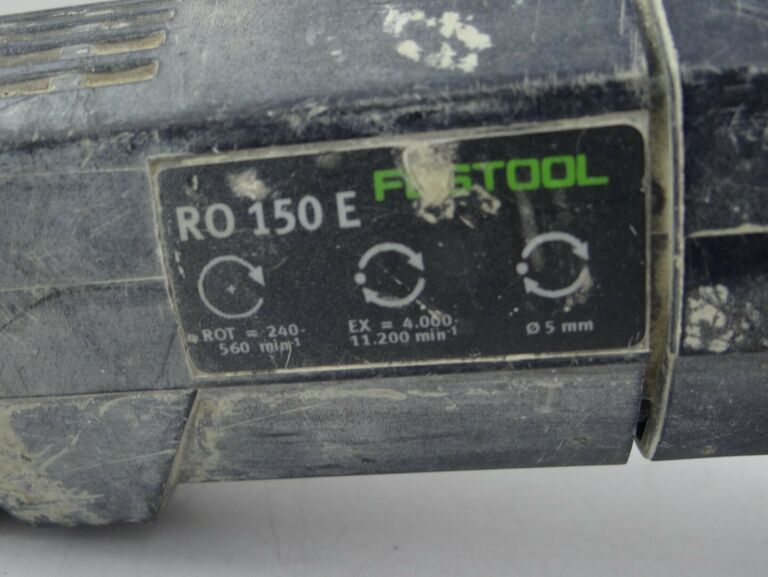 FESTOOL
RO 150 E
ROT = 240-
560 min-1
EX = 4.000-
11.200 min-1
Ø 5 mm